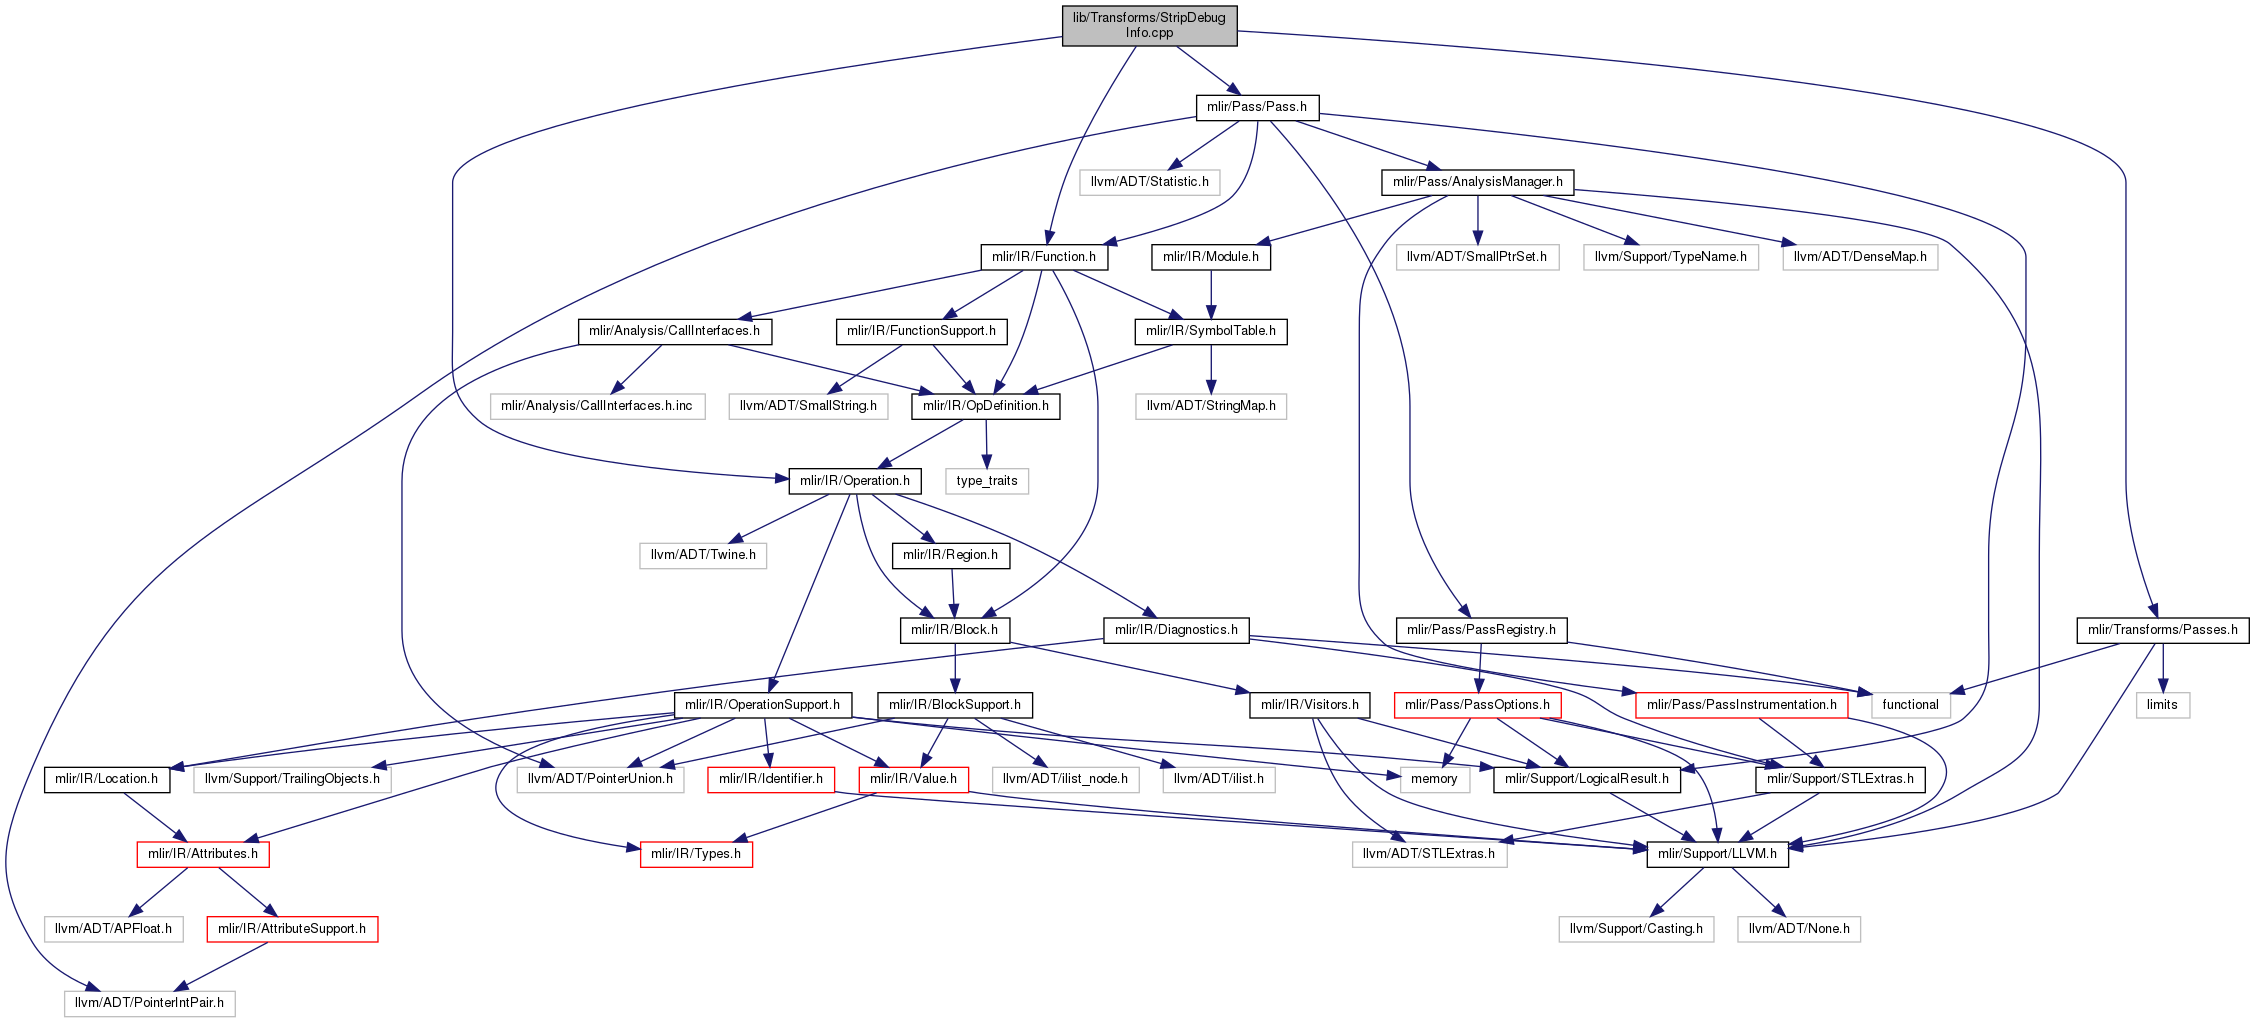 lib/Transforms/StripDebug
Info.cpp
mlir/Pass/Pass.h
llvm/ADT/Statistic.h
mlir/Pass/AnalysisManager.h
mlir/IR/Function.h
mlir/IR/Module.h
llvm/ADT/SmallPtrSet.h
llvm/Support/TypeName.h
llvm/ADT/DenseMap.h
mlir/Analysis/CallInterfaces.h
mlir/IR/FunctionSupport.h
mlir/IR/SymbolTable.h
mlir/Analysis/CallInterfaces.h.inc
llvm/ADT/SmallString.h
mlir/IR/OpDefinition.h
llvm/ADT/StringMap.h
mlir/IR/Operation.h
type_traits
llvm/ADT/Twine.h
mlir/IR/Region.h
mlir/IR/Block.h
mlir/IR/Diagnostics.h
mlir/Pass/PassRegistry.h
mlir/Transforms/Passes.h
mlir/IR/OperationSupport.h
mlir/IR/BlockSupport.h
mlir/IR/Visitors.h
mlir/Pass/PassOptions.h
mlir/Pass/PassInstrumentation.h
functional
limits
mlir/IR/Location.h
llvm/Support/TrailingObjects.h
llvm/ADT/PointerUnion.h
mlir/IR/Identifier.h
mlir/IR/Value.h
llvm/ADT/ilist_node.h
llvm/ADT/ilist.h
memory
mlir/Support/LogicalResult.h
mlir/Support/STLExtras.h
mlir/IR/Attributes.h
mlir/IR/Types.h
llvm/ADT/STLExtras.h
mlir/Support/LLVM.h
llvm/ADT/APFloat.h
mlir/IR/AttributeSupport.h
llvm/Support/Casting.h
llvm/ADT/None.h
llvm/ADT/PointerIntPair.h